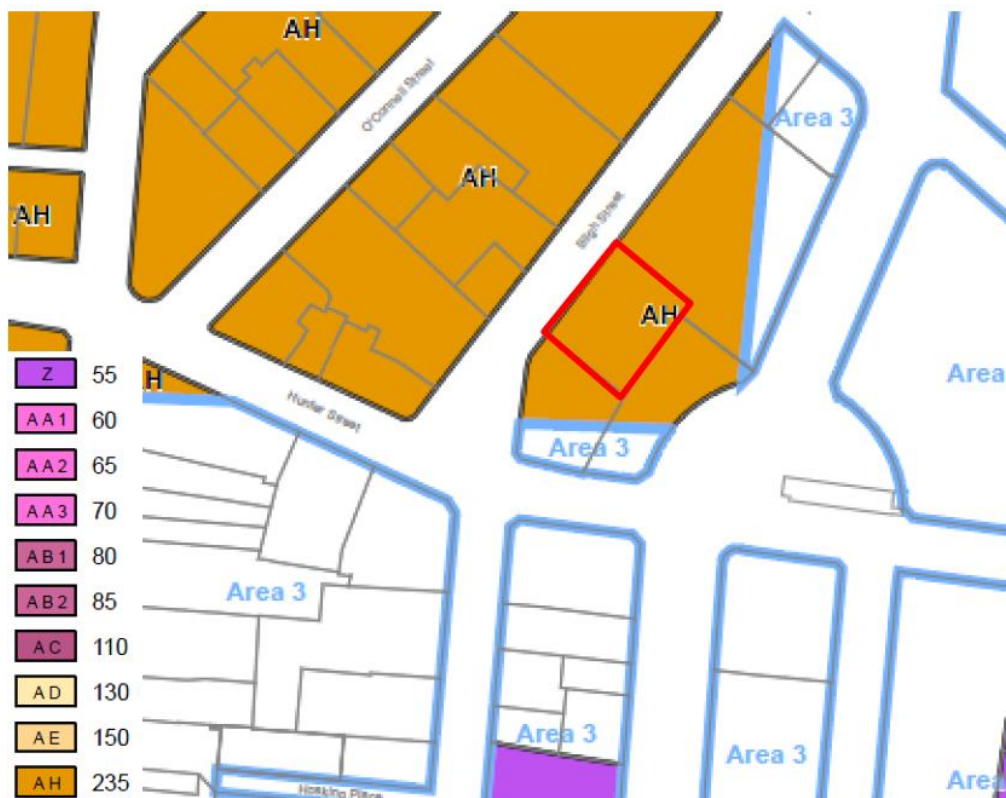 AH
O'Connell Street
Area 3
AH
AH
Bligh Street
AH
Area
Z 55
H
Hunter Street
Area 3
AA1 60
AA2 65
AA3 70
AB1 80
AB2 85
Area 3
AC 110
AD 130
AE 150
Area 3
Area 3
AH 235
Hosking Place
Area